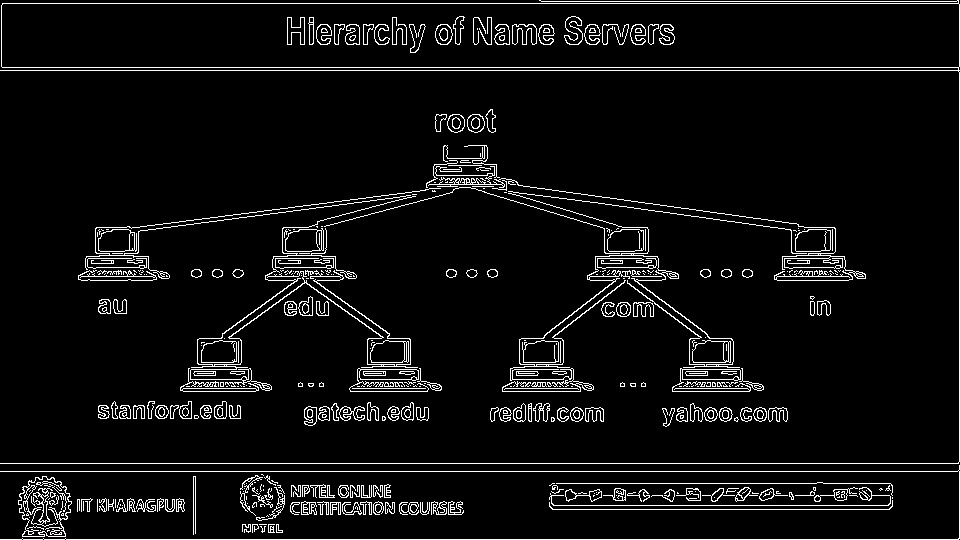 Hierarchy of Name Servers
root
au
edu
com
in
stanford.edu
gatech.edu
rediff.com
yahoo.com
IIT KHARAGPUR
NPTEL
NPTEL ONLINE
CERTIFICATION COURSES